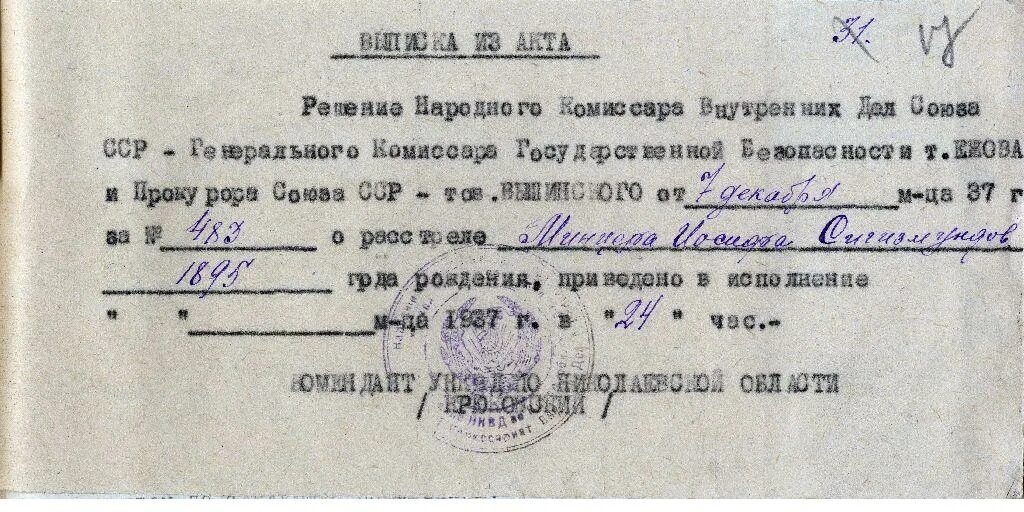 31.
ВЫПИСКА ИЗ АКТА
Решение Народного Комиссара Внутренних Дел Союза
ССР - Генерального Комиссара Государственной Безопасности т. ЕЖОВА
и Прокурора Союза ССР - тов. ВЫШИНСКОГО от 7 декабря м-ца 37 г
за № 483 о расстреле Иосифа Сигизмундов
1895 года рождения, приведено в исполнение
" " м-ца 1937 г. в "24" час.-
КОМЕНДАНТ УНКВД ПО НИКОЛАЕВСКОЙ ОБЛАСТИ
/ КРЮКОВСКИЙ /
НКВД